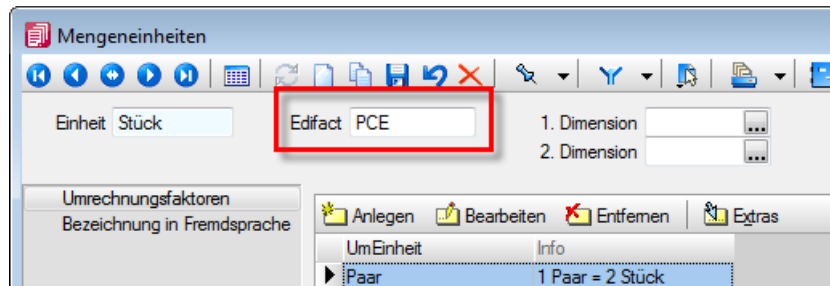 Mengeneinheiten
Einheit Stück Edifact PCE 1. Dimension ...
2. Dimension ...
Umrechnungsfaktoren
Bezeichnung in Fremdsprache
Anlegen Bearbeiten Entfernen Extras
UmEinheit Info
Paar 1 Paar = 2 Stück